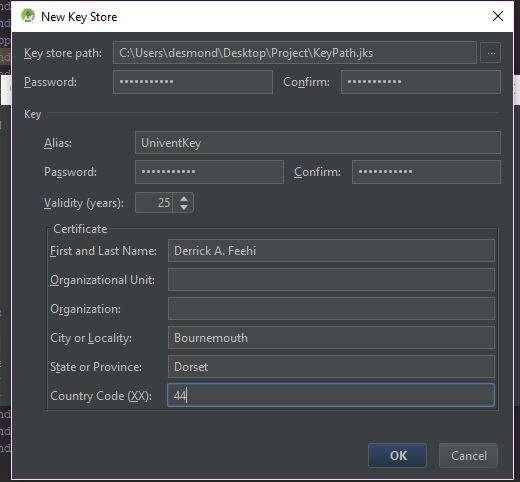 New Key Store
Key store path: C:\Users\desmond\Desktop\Project\KeyPath.jks ...
Password: ••••••••••• Confirm: •••••••••••
Key
Alias: UniventKey
Password: ••••••••••• Confirm: •••••••••••
Validity (years): 25
Certificate
First and Last Name: Derrick A. Feehi
Organizational Unit:
Organization:
City or Locality: Bournemouth
State or Province: Dorset
Country Code (XX): 44
OK Cancel